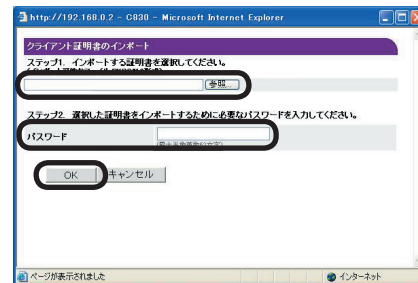 http://192.168.0.2 - C830 - Microsoft Internet Explorer
クライアント証明書のインポート
ステップ1. インポートする証明書を選択してください。
参照...
ステップ2. 選択した証明書をインポートするために必要なパスワードを入力してください。
パスワード
OK キャンセル
ページが表示されました インターネット